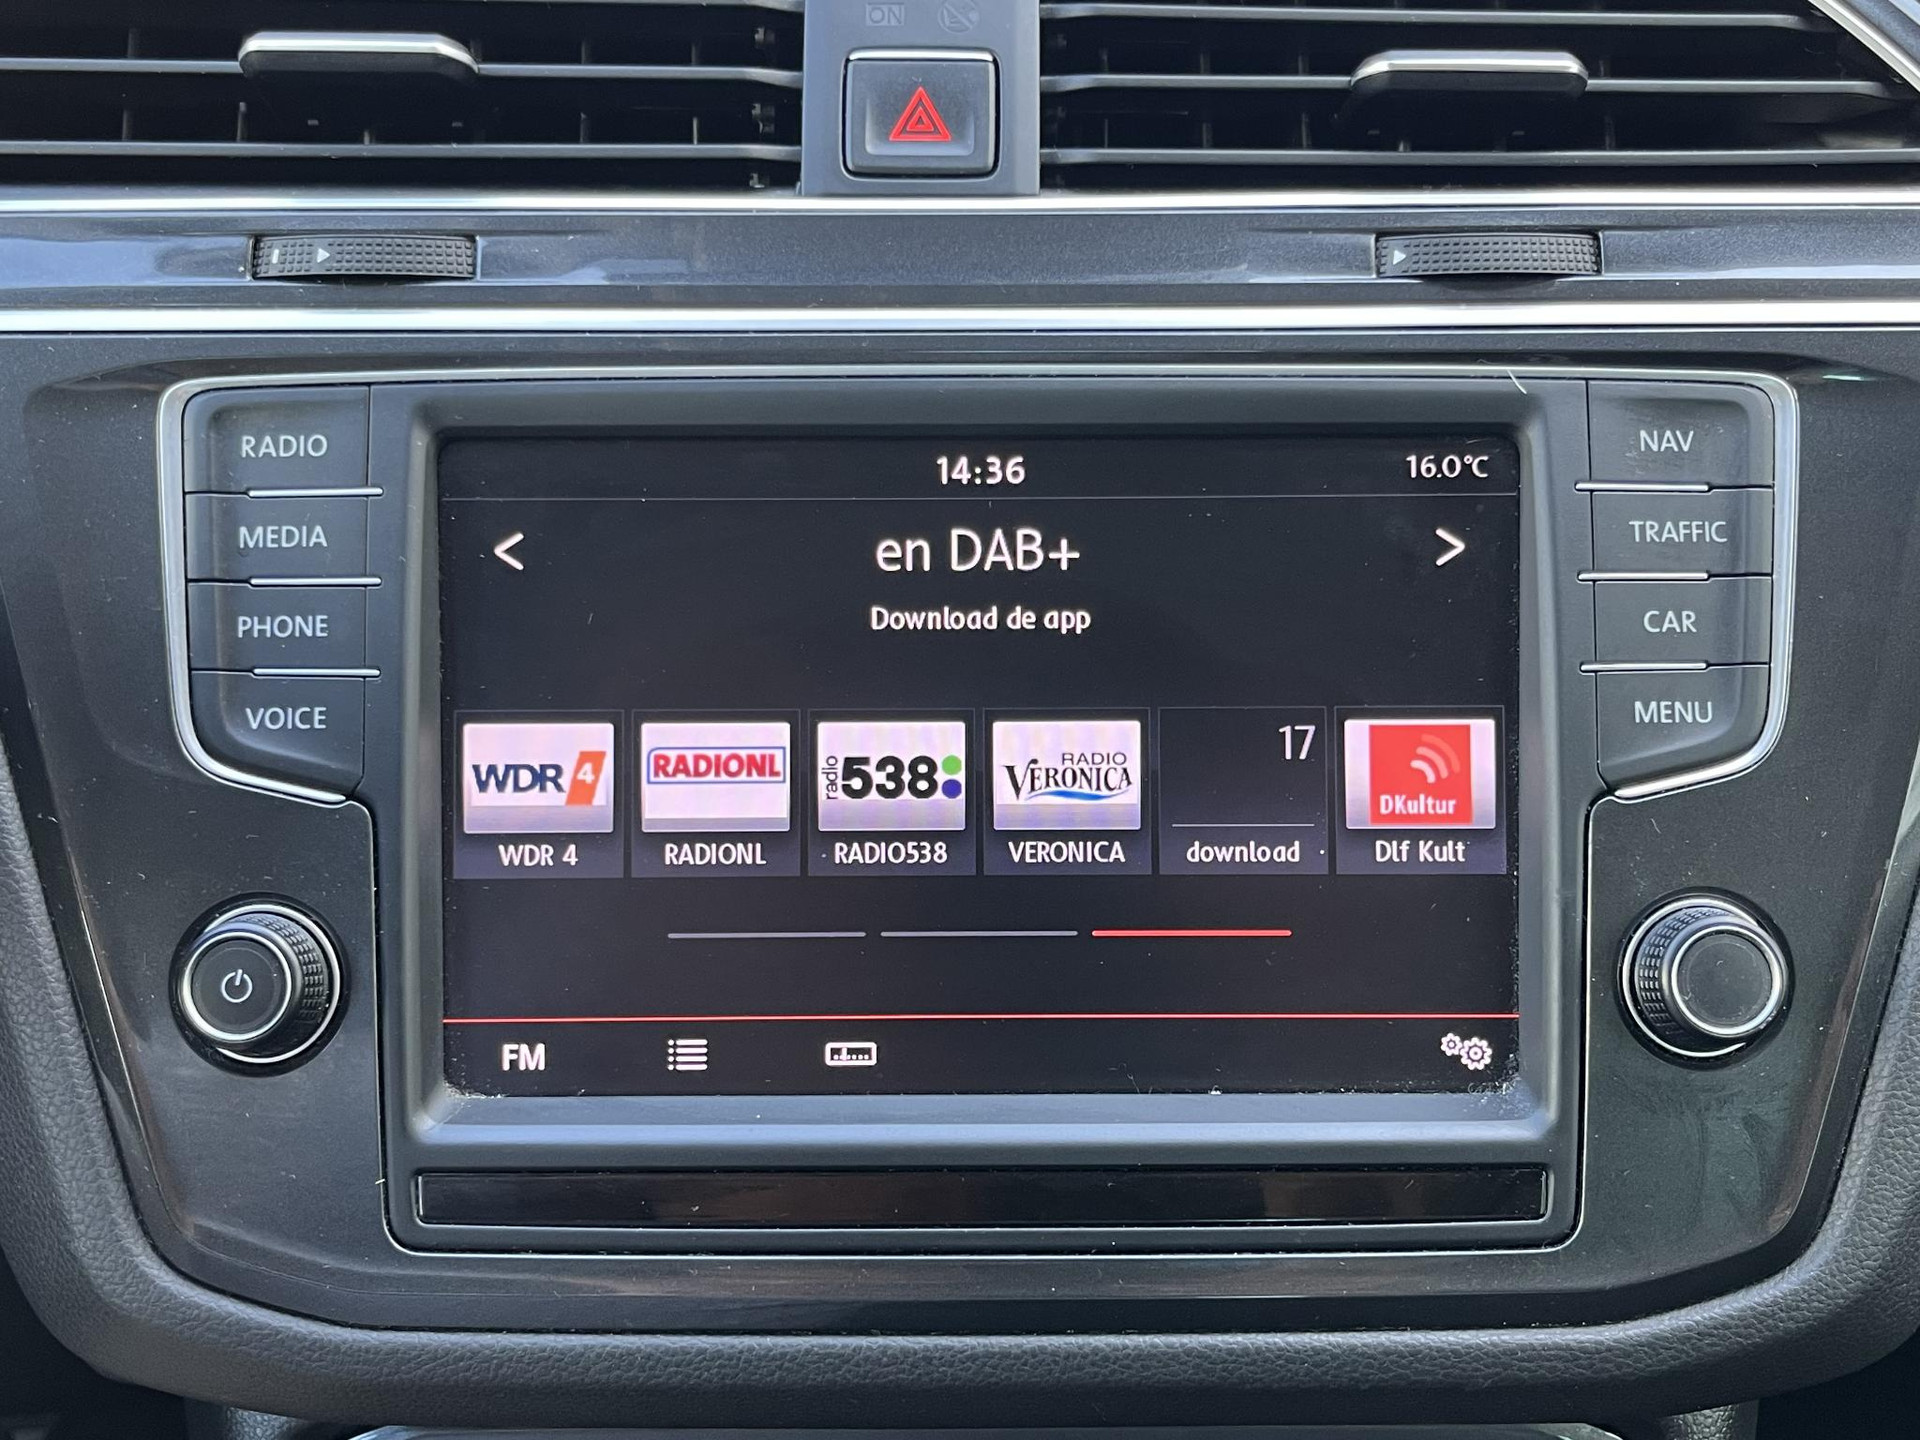 ON
RADIO
MEDIA
PHONE
VOICE
14:36
16.0°C
< en DAB+ >
Download de app
WDR 4
RADIONL
radio 538
RADIO VERONICA
17
DKultur
WDR 4
RADIONL
RADIO538
VERONICA
download
Dlf Kult
FM
NAV
TRAFFIC
CAR
MENU